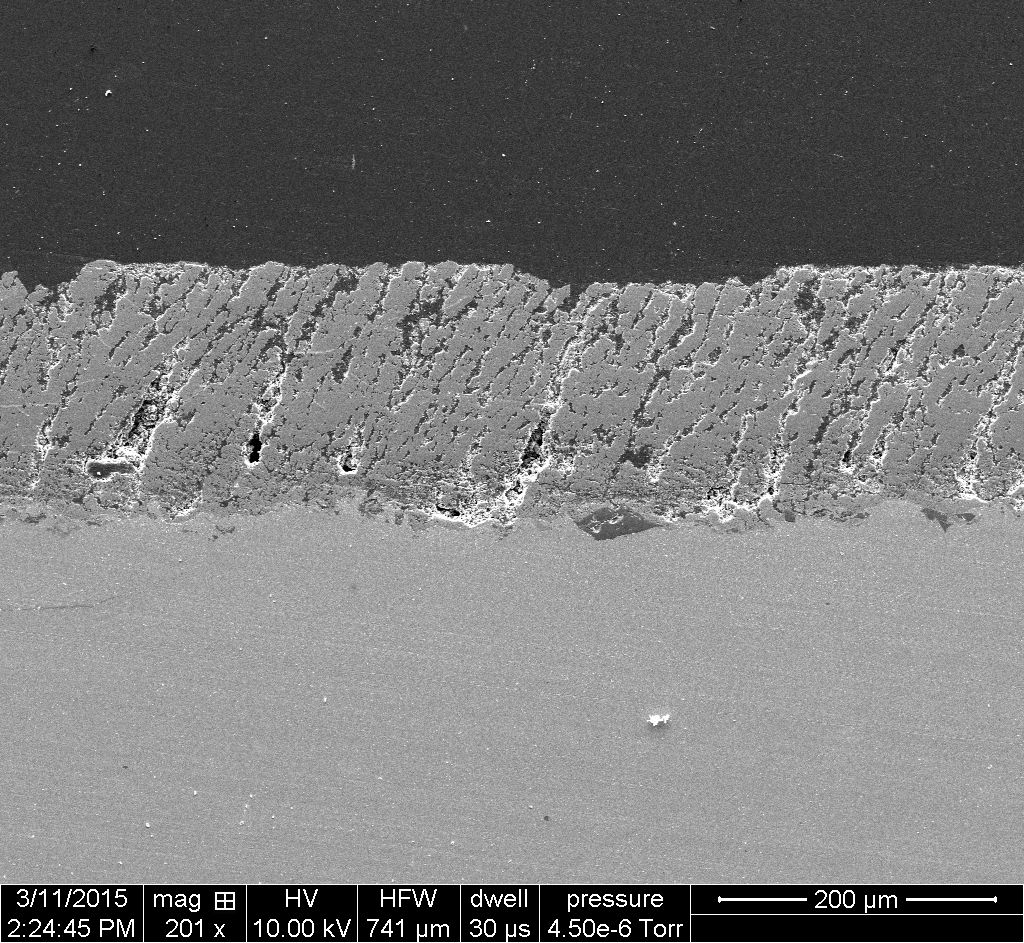 3/11/2015 mag HV HFW dwell pressure 200 µm
2:24:45 PM 201 x 10.00 kV 741 µm 30 µs 4.50e-6 Torr